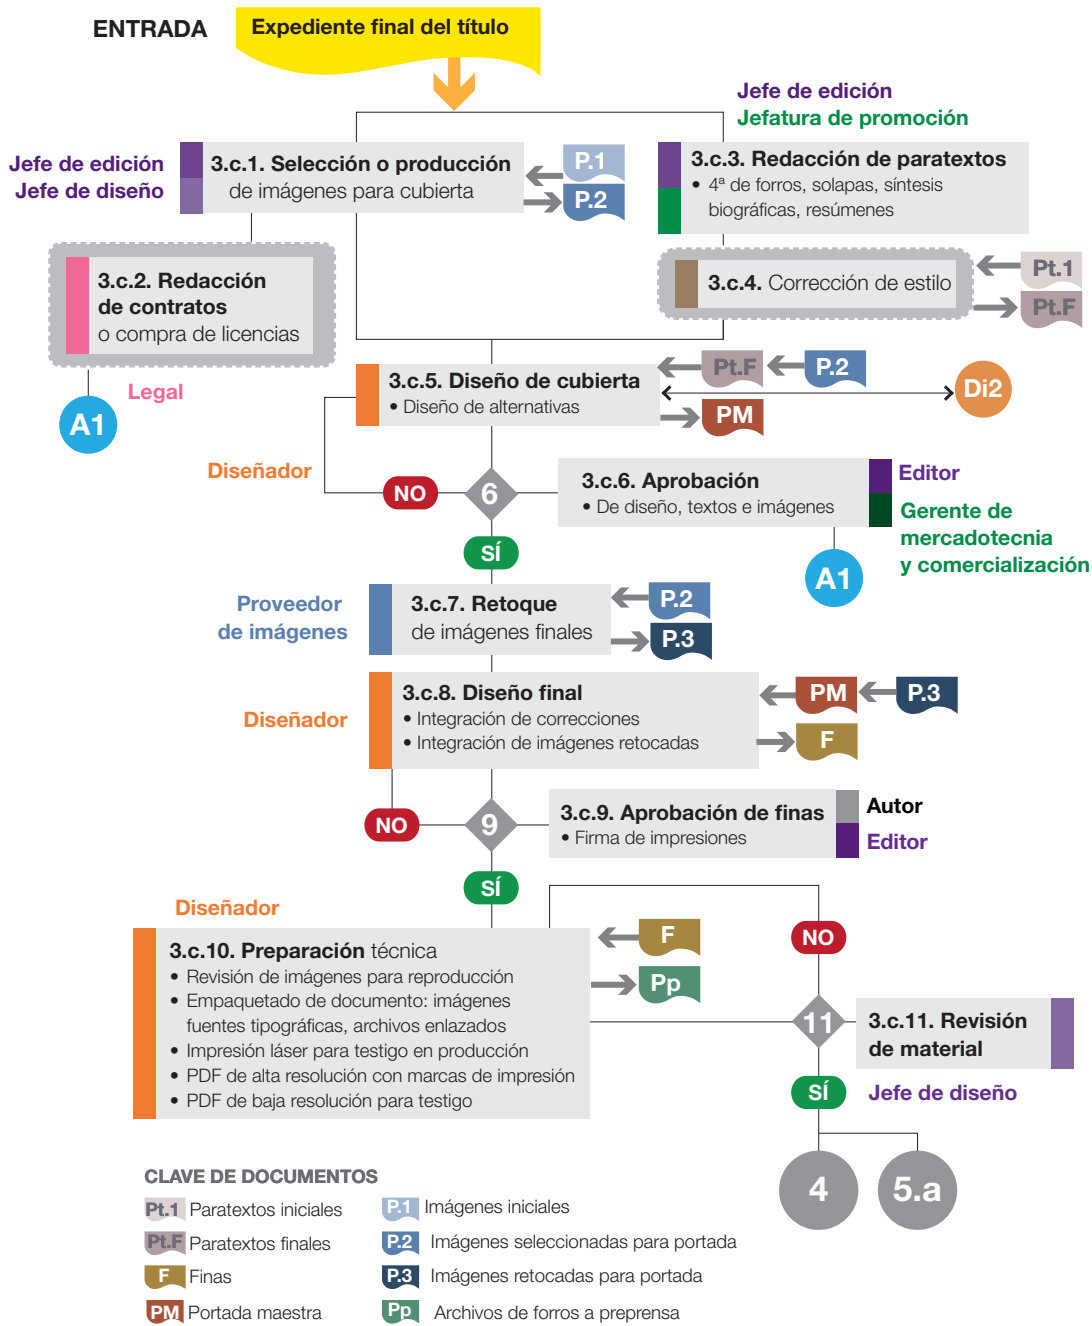 ENTRADA
Expediente final del título
Jefe de edición
Jefatura de promoción
Jefe de edición
Jefe de diseño
3.c.1. Selección o producción
de imágenes para cubierta
P.1
P.2
3.c.3. Redacción de paratextos
• 4ª de forros, solapas, síntesis
biográficas, resúmenes
3.c.2. Redacción
de contratos
o compra de licencias
3.c.4. Corrección de estilo
Pt.1
Pt.F
Legal
A1
3.c.5. Diseño de cubierta
• Diseño de alternativas
Pt.F
P.2
PM
Di2
Diseñador
NO
6
3.c.6. Aprobación
• De diseño, textos e imágenes
Editor
Gerente de
mercadotecnia
y comercialización
SÍ
A1
Proveedor
de imágenes
3.c.7. Retoque
de imágenes finales
P.2
P.3
Diseñador
3.c.8. Diseño final
• Integración de correcciones
• Integración de imágenes retocadas
PM
P.3
F
NO
9
3.c.9. Aprobación de finas
• Firma de impresiones
Autor
Editor
SÍ
Diseñador
3.c.10. Preparación técnica
• Revisión de imágenes para reproducción
• Empaquetado de documento: imágenes
fuentes tipográficas, archivos enlazados
• Impresión láser para testigo en producción
• PDF de alta resolución con marcas de impresión
• PDF de baja resolución para testigo
F
Pp
NO
11
3.c.11. Revisión
de material
SÍ
Jefe de diseño
4
5.a
CLAVE DE DOCUMENTOS
Pt.1 Paratextos iniciales
Pt.F Paratextos finales
F Finas
PM Portada maestra
P.1 Imágenes iniciales
P.2 Imágenes seleccionadas para portada
P.3 Imágenes retocadas para portada
Pp Archivos de forros a preprensa